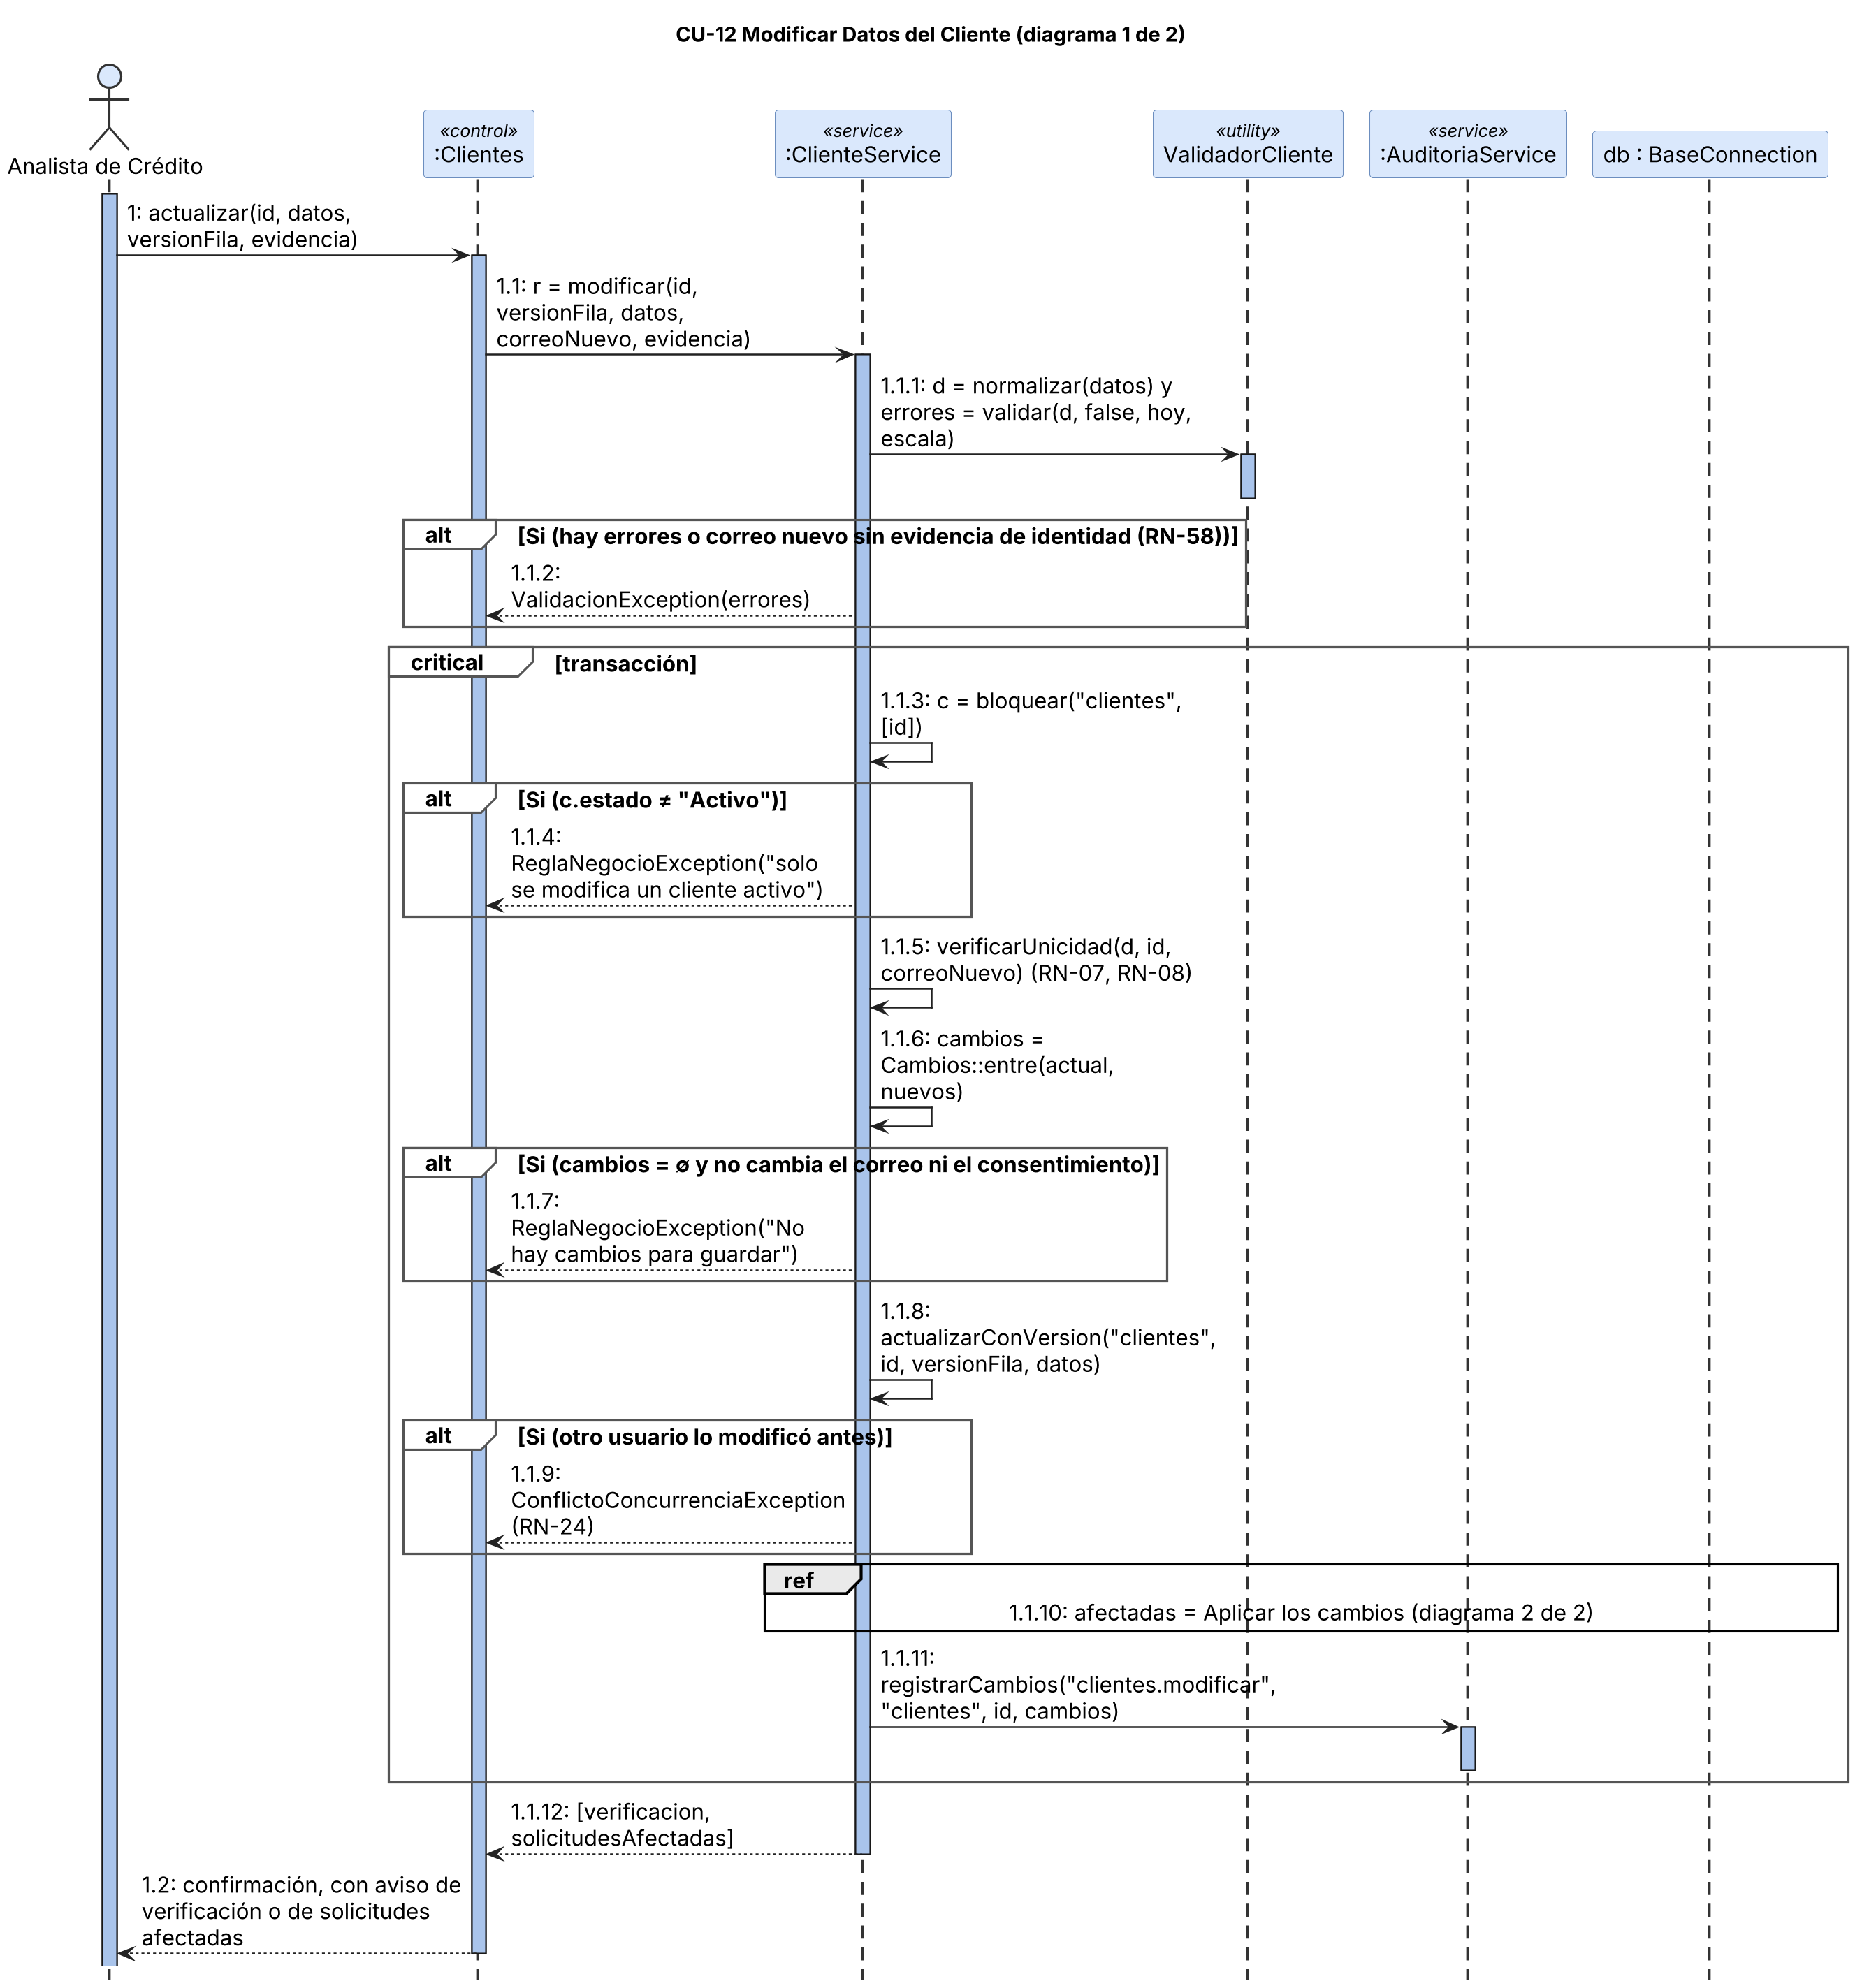 CU-12 Modificar Datos del Cliente (diagrama 1 de 2)
Analista de Crédito
«control»
:Clientes
«service»
:ClienteService
«utility»
ValidadorCliente
«service»
:AuditoriaService
db : BaseConnection
1: actualizar(id, datos,
versionFila, evidencia)
1.1: r = modificar(id,
versionFila, datos,
correoNuevo, evidencia)
1.1.1: d = normalizar(datos) y
errores = validar(d, false, hoy,
escala)
alt
[Si (hay errores o correo nuevo sin evidencia de identidad (RN-58))]
1.1.2:
ValidacionException(errores)
critical
[transacción]
1.1.3: c = bloquear("clientes",
[id])
alt
[Si (c.estado ≠ "Activo")]
1.1.4:
ReglaNegocioException("solo
se modifica un cliente activo")
1.1.5: verificarUnicidad(d, id,
correoNuevo) (RN-07, RN-08)
1.1.6: cambios =
Cambios::entre(actual,
nuevos)
alt
[Si (cambios = ∅ y no cambia el correo ni el consentimiento)]
1.1.7:
ReglaNegocioException("No
hay cambios para guardar")
1.1.8:
actualizarConVersion("clientes",
id, versionFila, datos)
alt
[Si (otro usuario lo modificó antes)]
1.1.9:
ConflictoConcurrenciaException
(RN-24)
ref
1.1.10: afectadas = Aplicar los cambios (diagrama 2 de 2)
1.1.11:
registrarCambios("clientes.modificar",
"clientes", id, cambios)
1.1.12: [verificacion,
solicitudesAfectadas]
1.2: confirmación, con aviso de
verificación o de solicitudes
afectadas